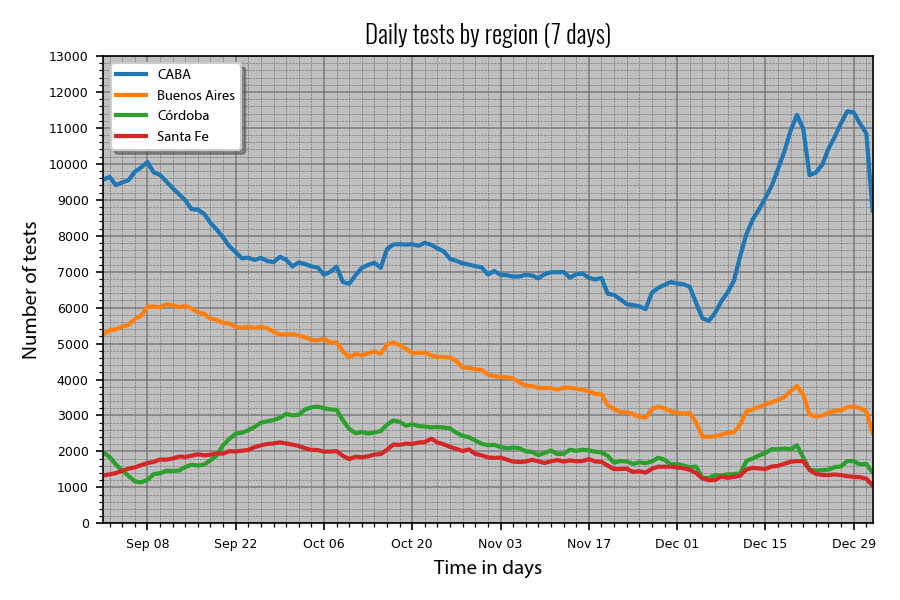 Daily tests by region (7 days)
13000
12000
11000
10000
9000
8000
7000
6000
5000
4000
3000
2000
1000
0
Number of tests
CABA
Buenos Aires
Córdoba
Santa Fe
Sep 08 Sep 22 Oct 06 Oct 20 Nov 03 Nov 17 Dec 01 Dec 15 Dec 29
Time in days